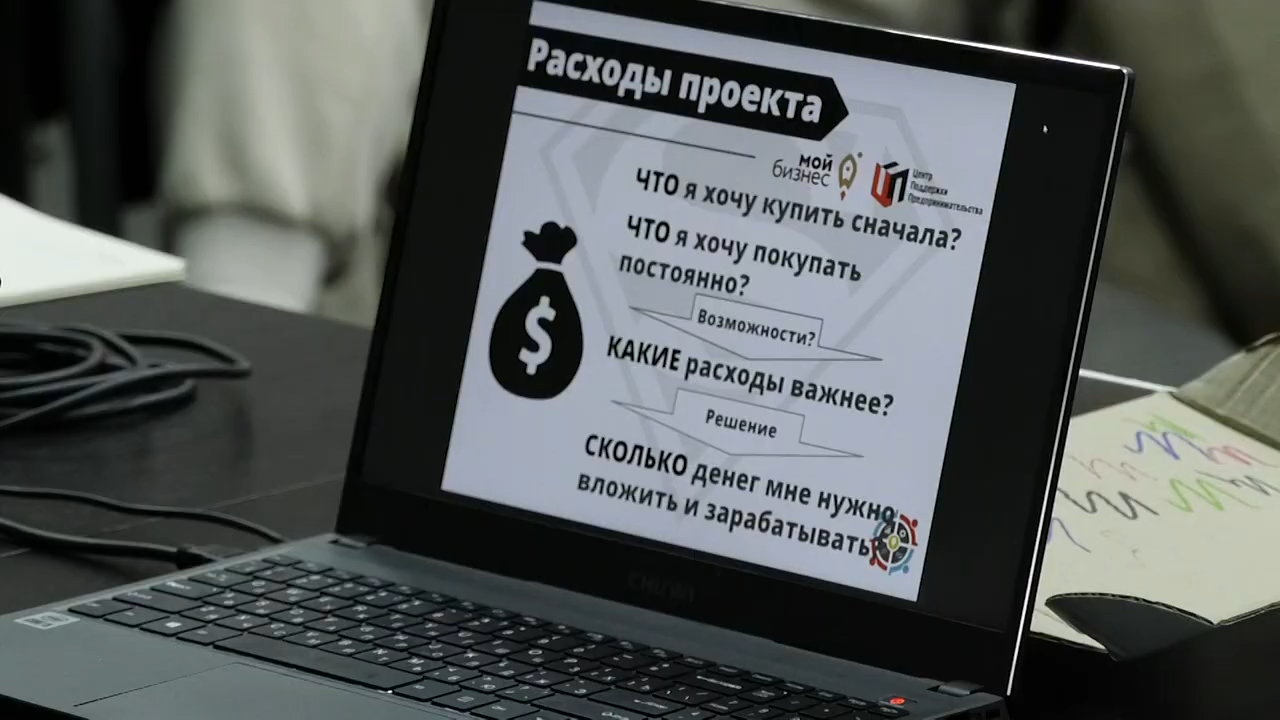 Расходы проекта
мой бизнес
Центр
Поддержки
Предпринимательства
ЧТО я хочу купить сначала?
ЧТО я хочу покупать
постоянно?
Возможности?
КАКИЕ расходы важнее?
Решение
СКОЛЬКО денег мне нужно
вложить и зарабатывать
CHUWI